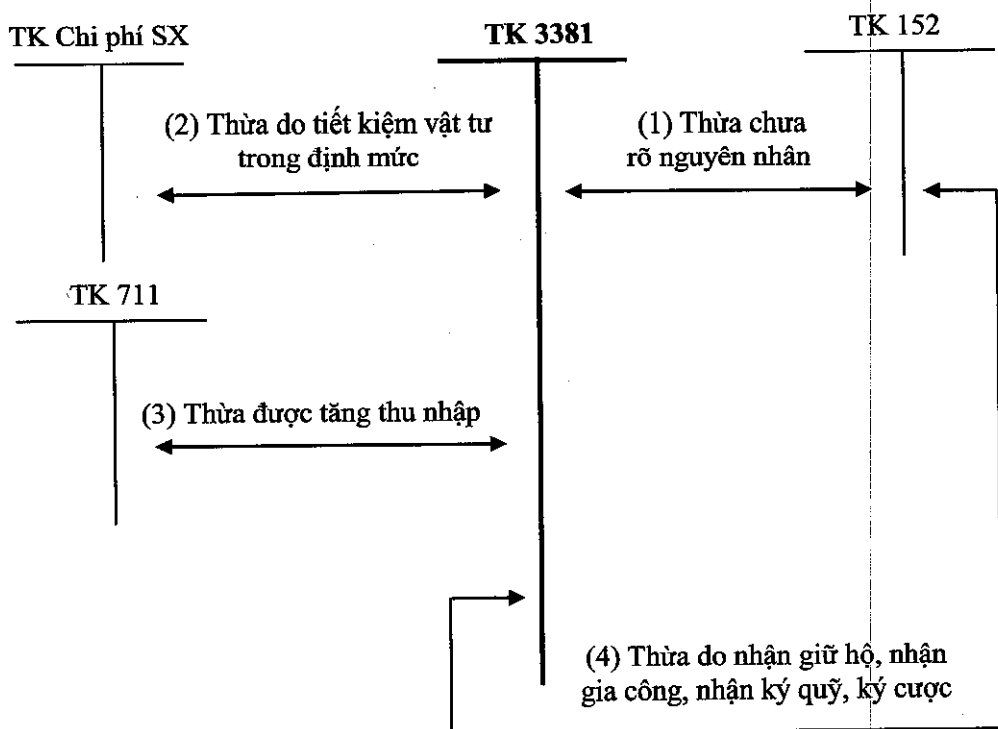 TK Chi phí SX
TK 3381
TK 152
(2) Thừa do tiết kiệm vật tư
trong định mức
(1) Thừa chưa
rõ nguyên nhân
TK 711
(3) Thừa được tăng thu nhập
(4) Thừa do nhận giữ hộ, nhận
gia công, nhận ký quỹ, ký cược